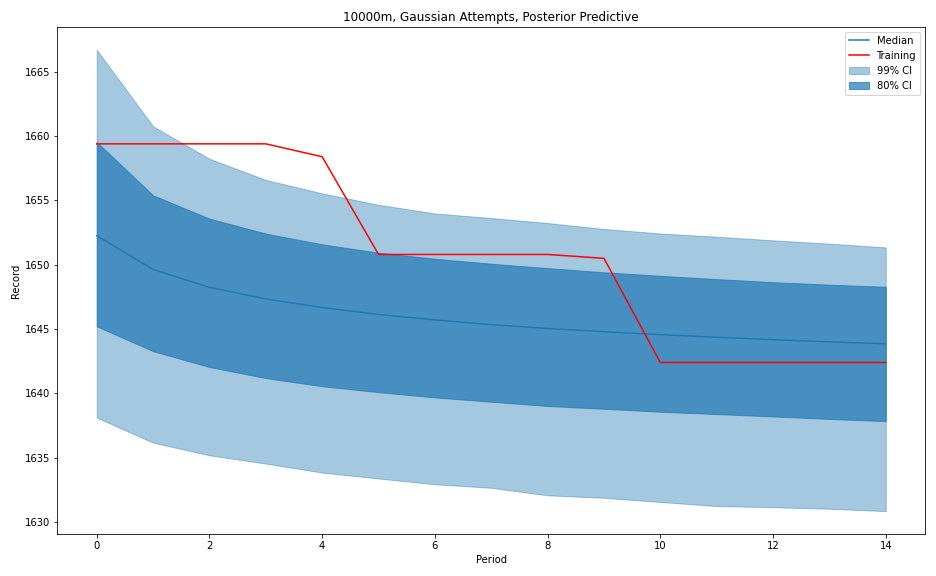 10000m, Gaussian Attempts, Posterior Predictive
Median
Training
99% CI
80% CI
1665
1660
1655
1650
1645
1640
1635
1630
Record
0 2 4 6 8 10 12 14
Period